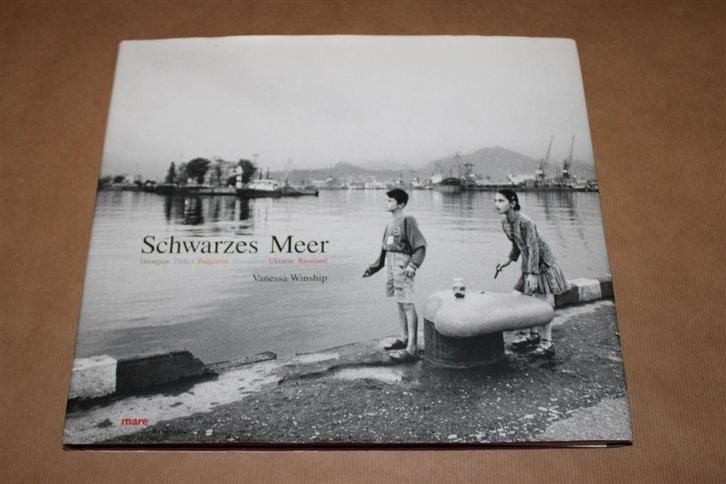 Schwarzes Meer
Georgien Türkei Bulgarien Rumänien Ukraine Russland
Vanessa Winship
mare